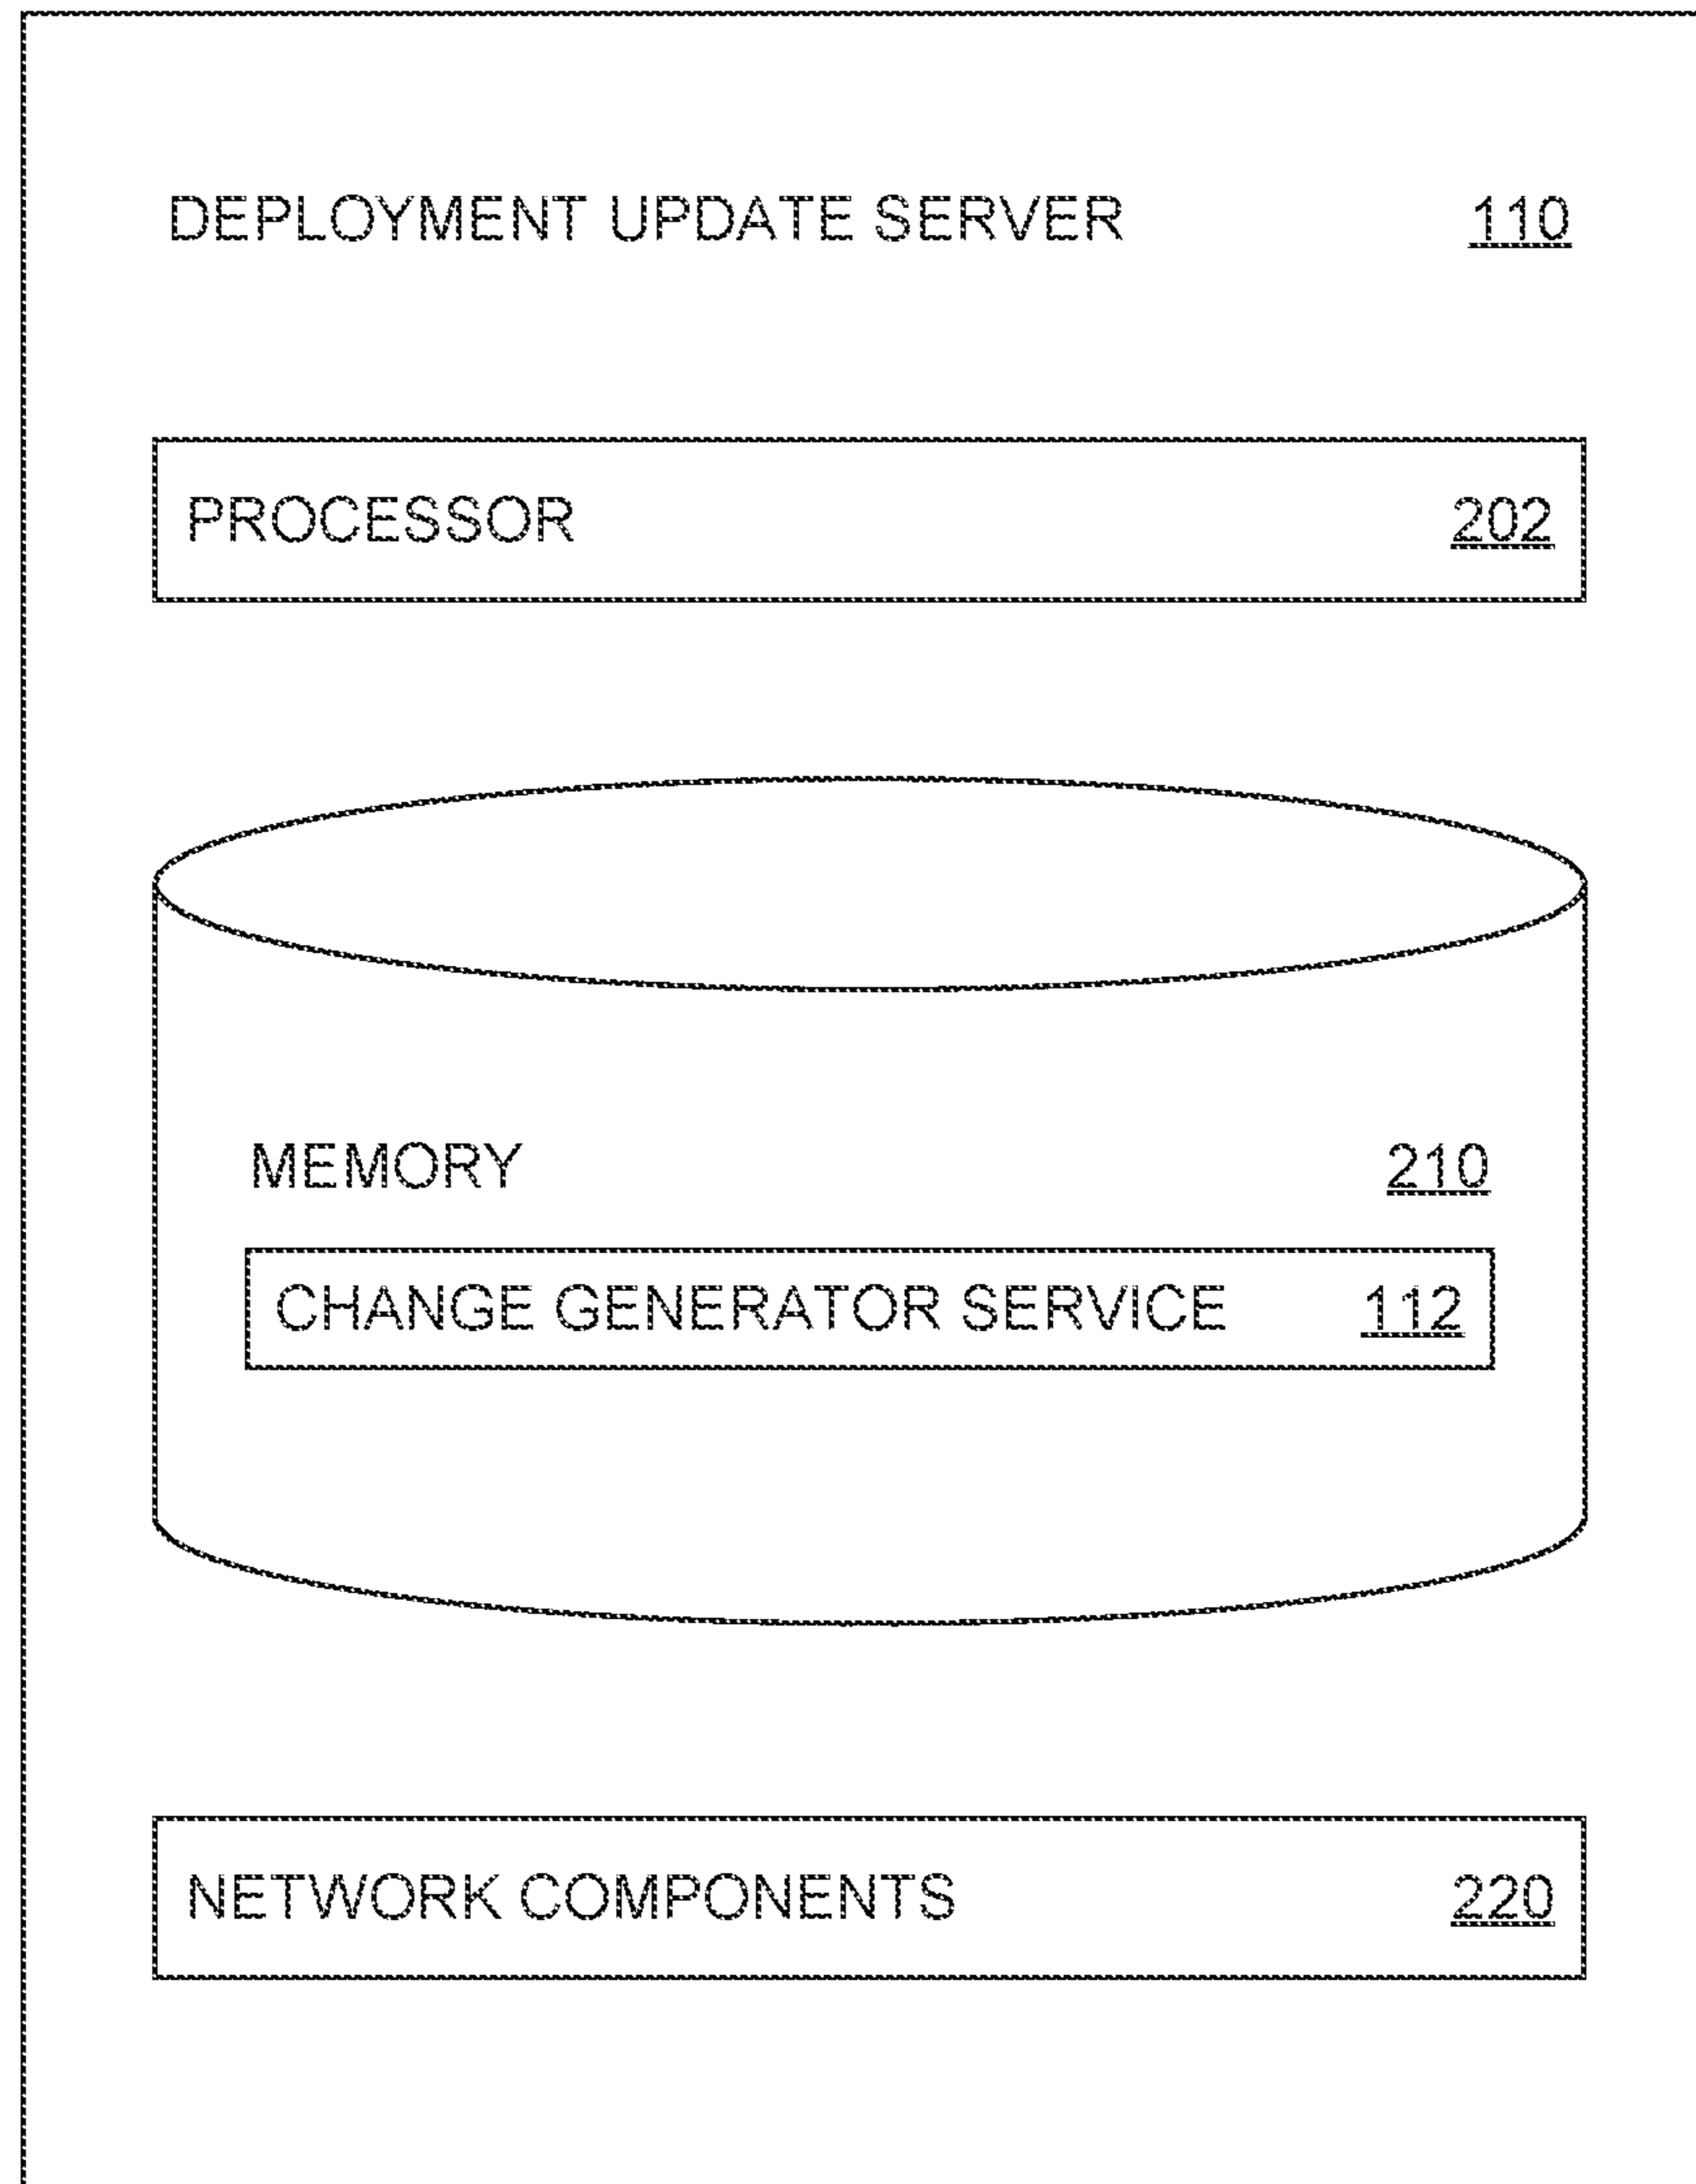 DEPLOYMENT UPDATE SERVER 110
PROCESSOR 202
MEMORY 210
CHANGE GENERATOR SERVICE 112
NETWORK COMPONENTS 220